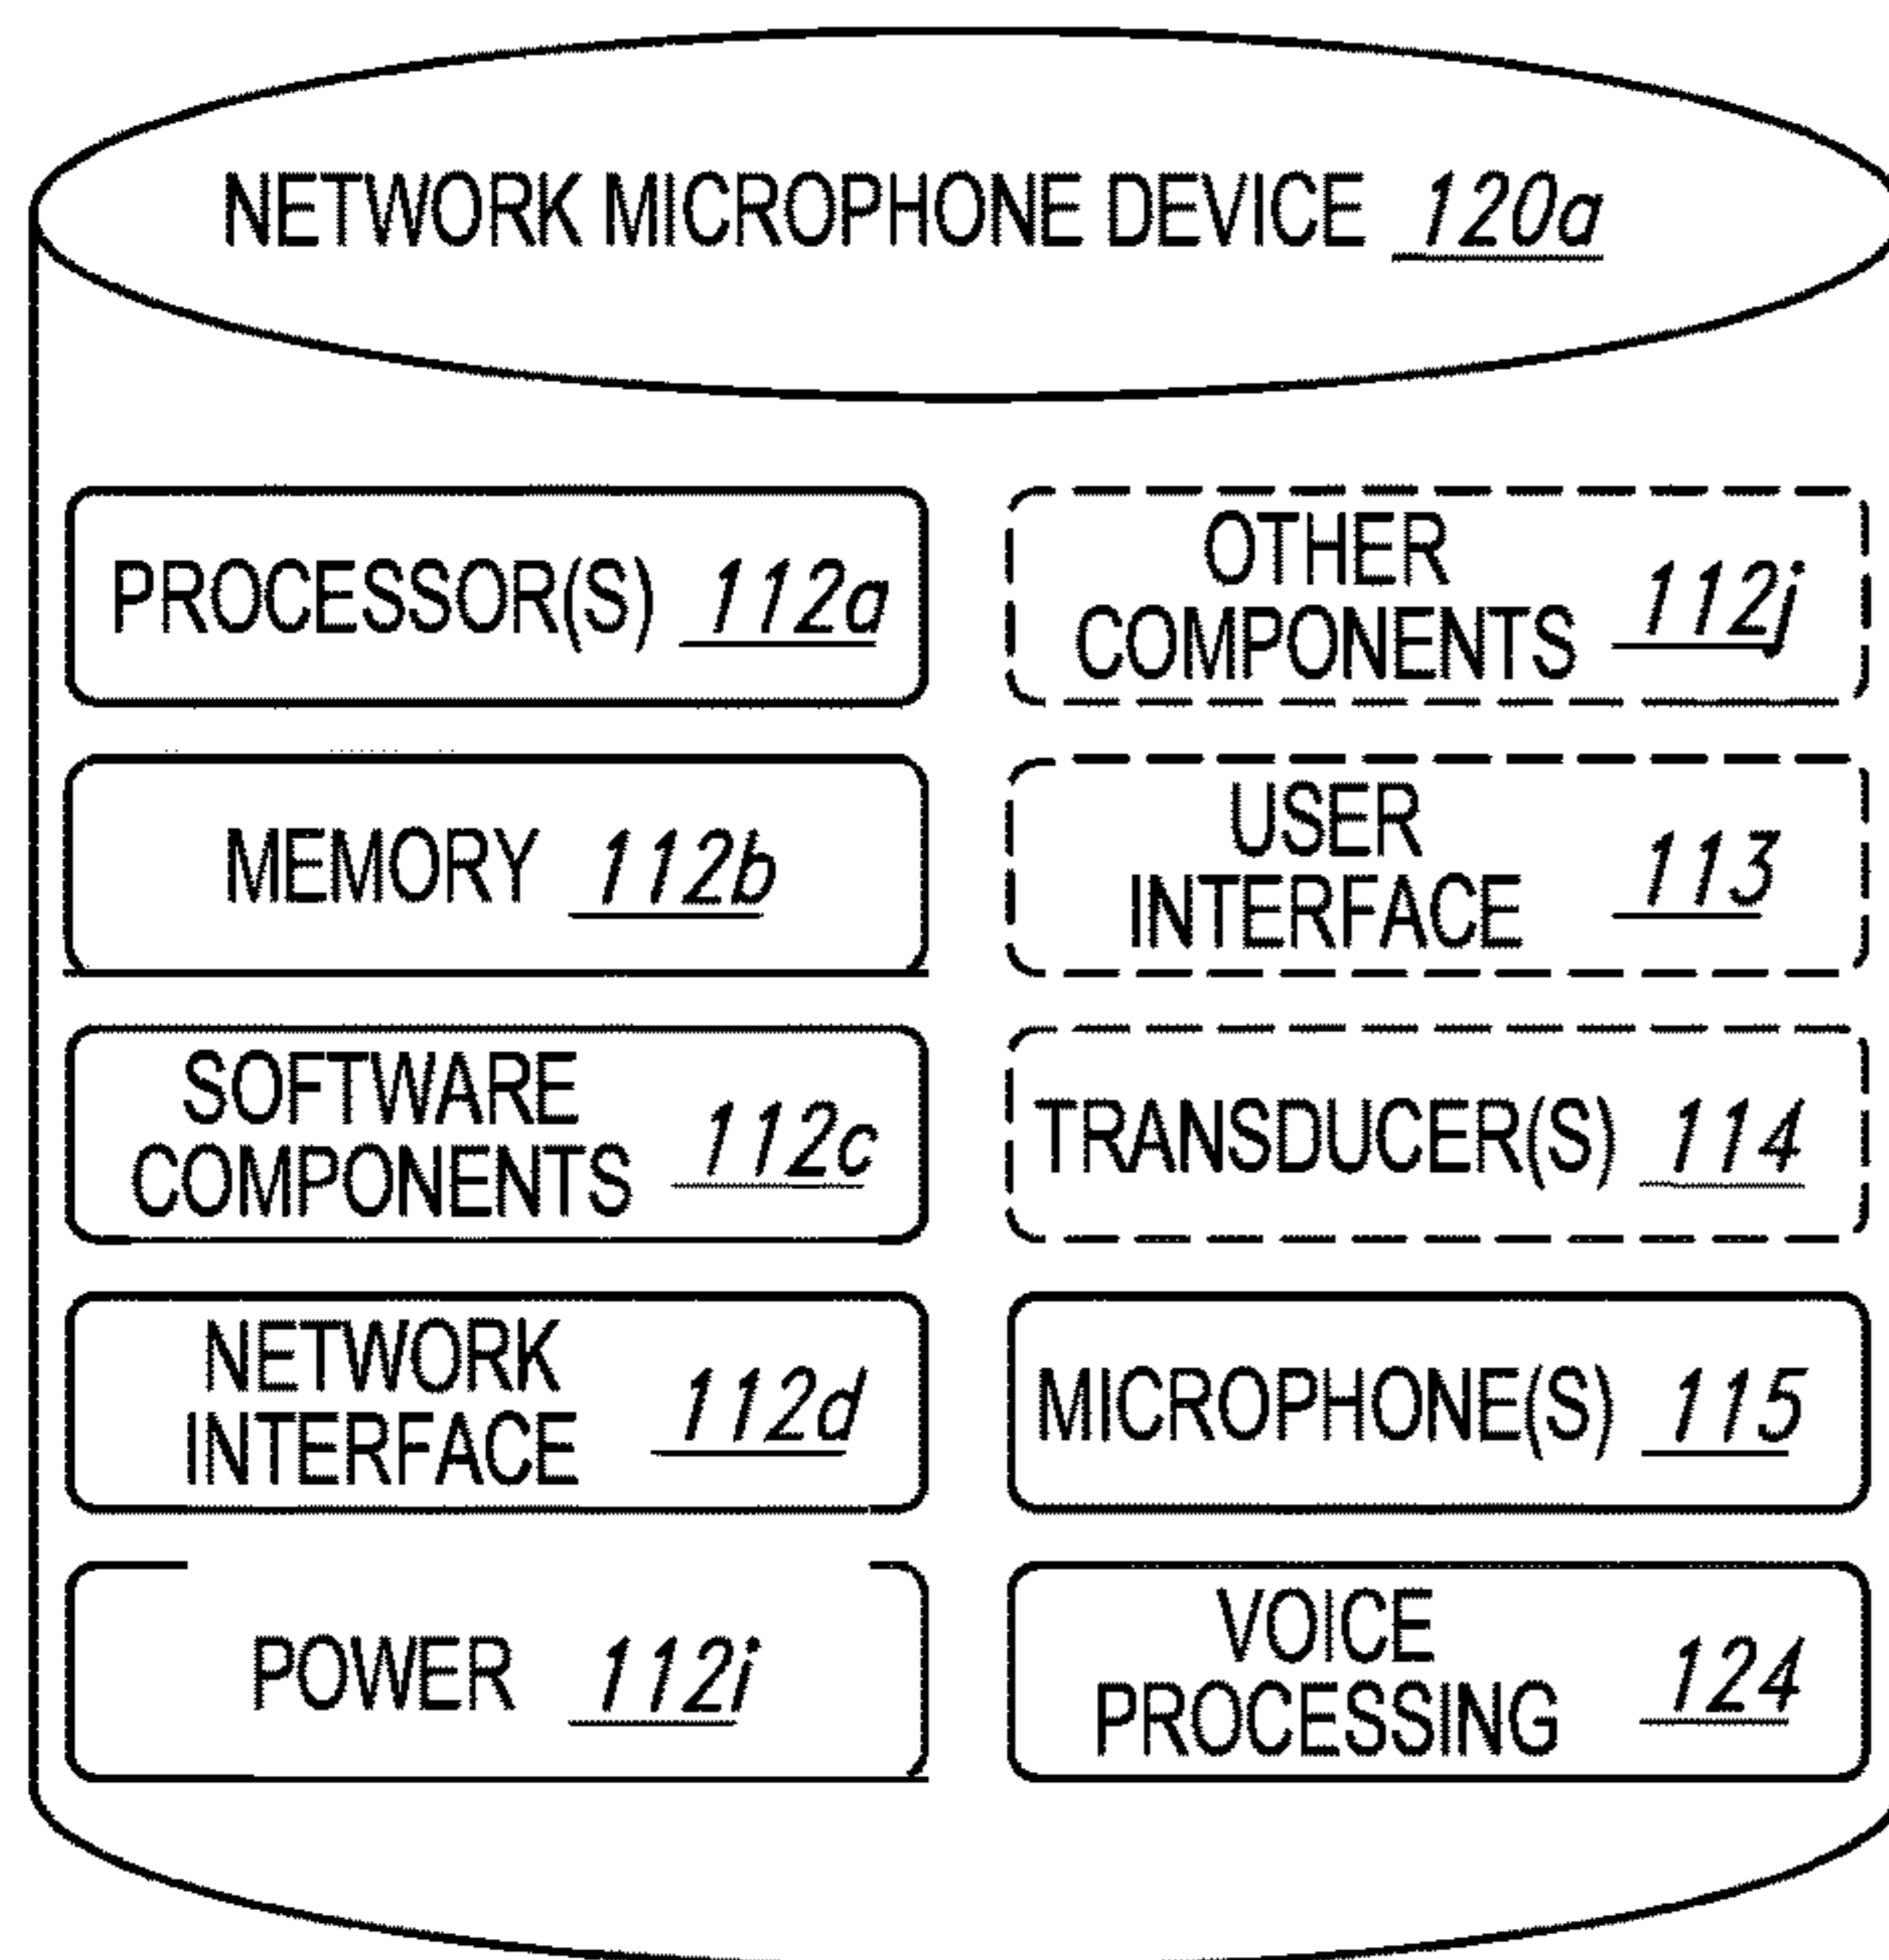 NETWORK MICROPHONE DEVICE 120a
PROCESSOR(S) 112a
MEMORY 112b
SOFTWARE
COMPONENTS 112c
NETWORK
INTERFACE 112d
POWER 112i
OTHER
COMPONENTS 112j
USER
INTERFACE 113
TRANSDUCER(S) 114
MICROPHONE(S) 115
VOICE
PROCESSING 124